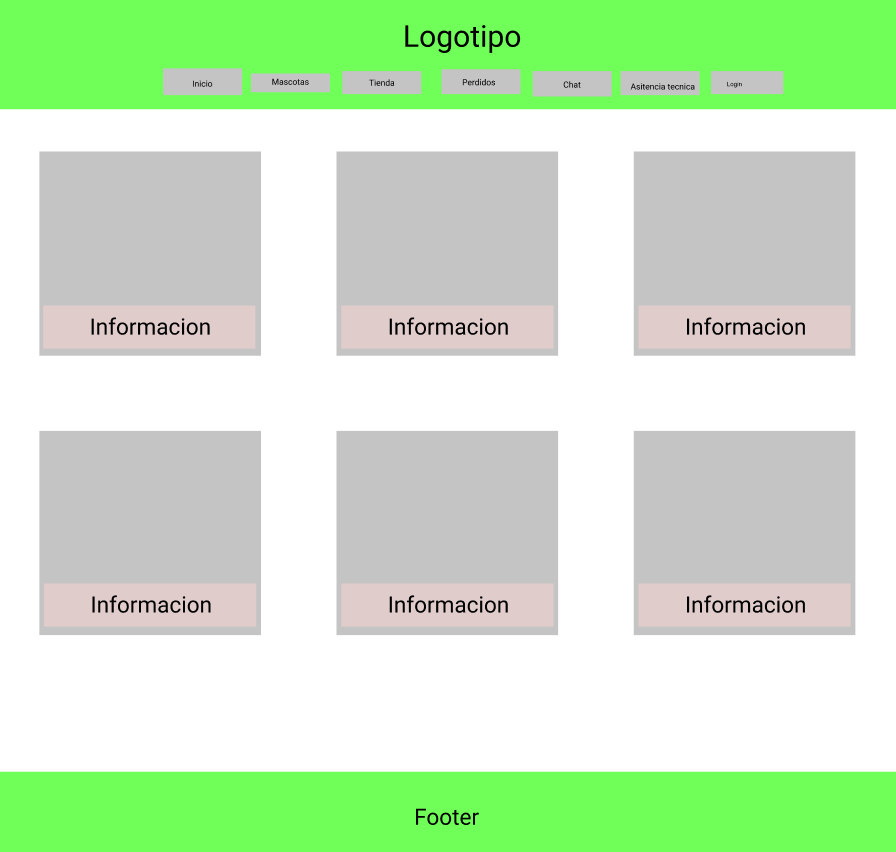 Logotipo
Inicio
Mascotas
Tienda
Perdidos
Chat
Asitencia tecnica
Login
Informacion
Informacion
Informacion
Informacion
Informacion
Informacion
Footer